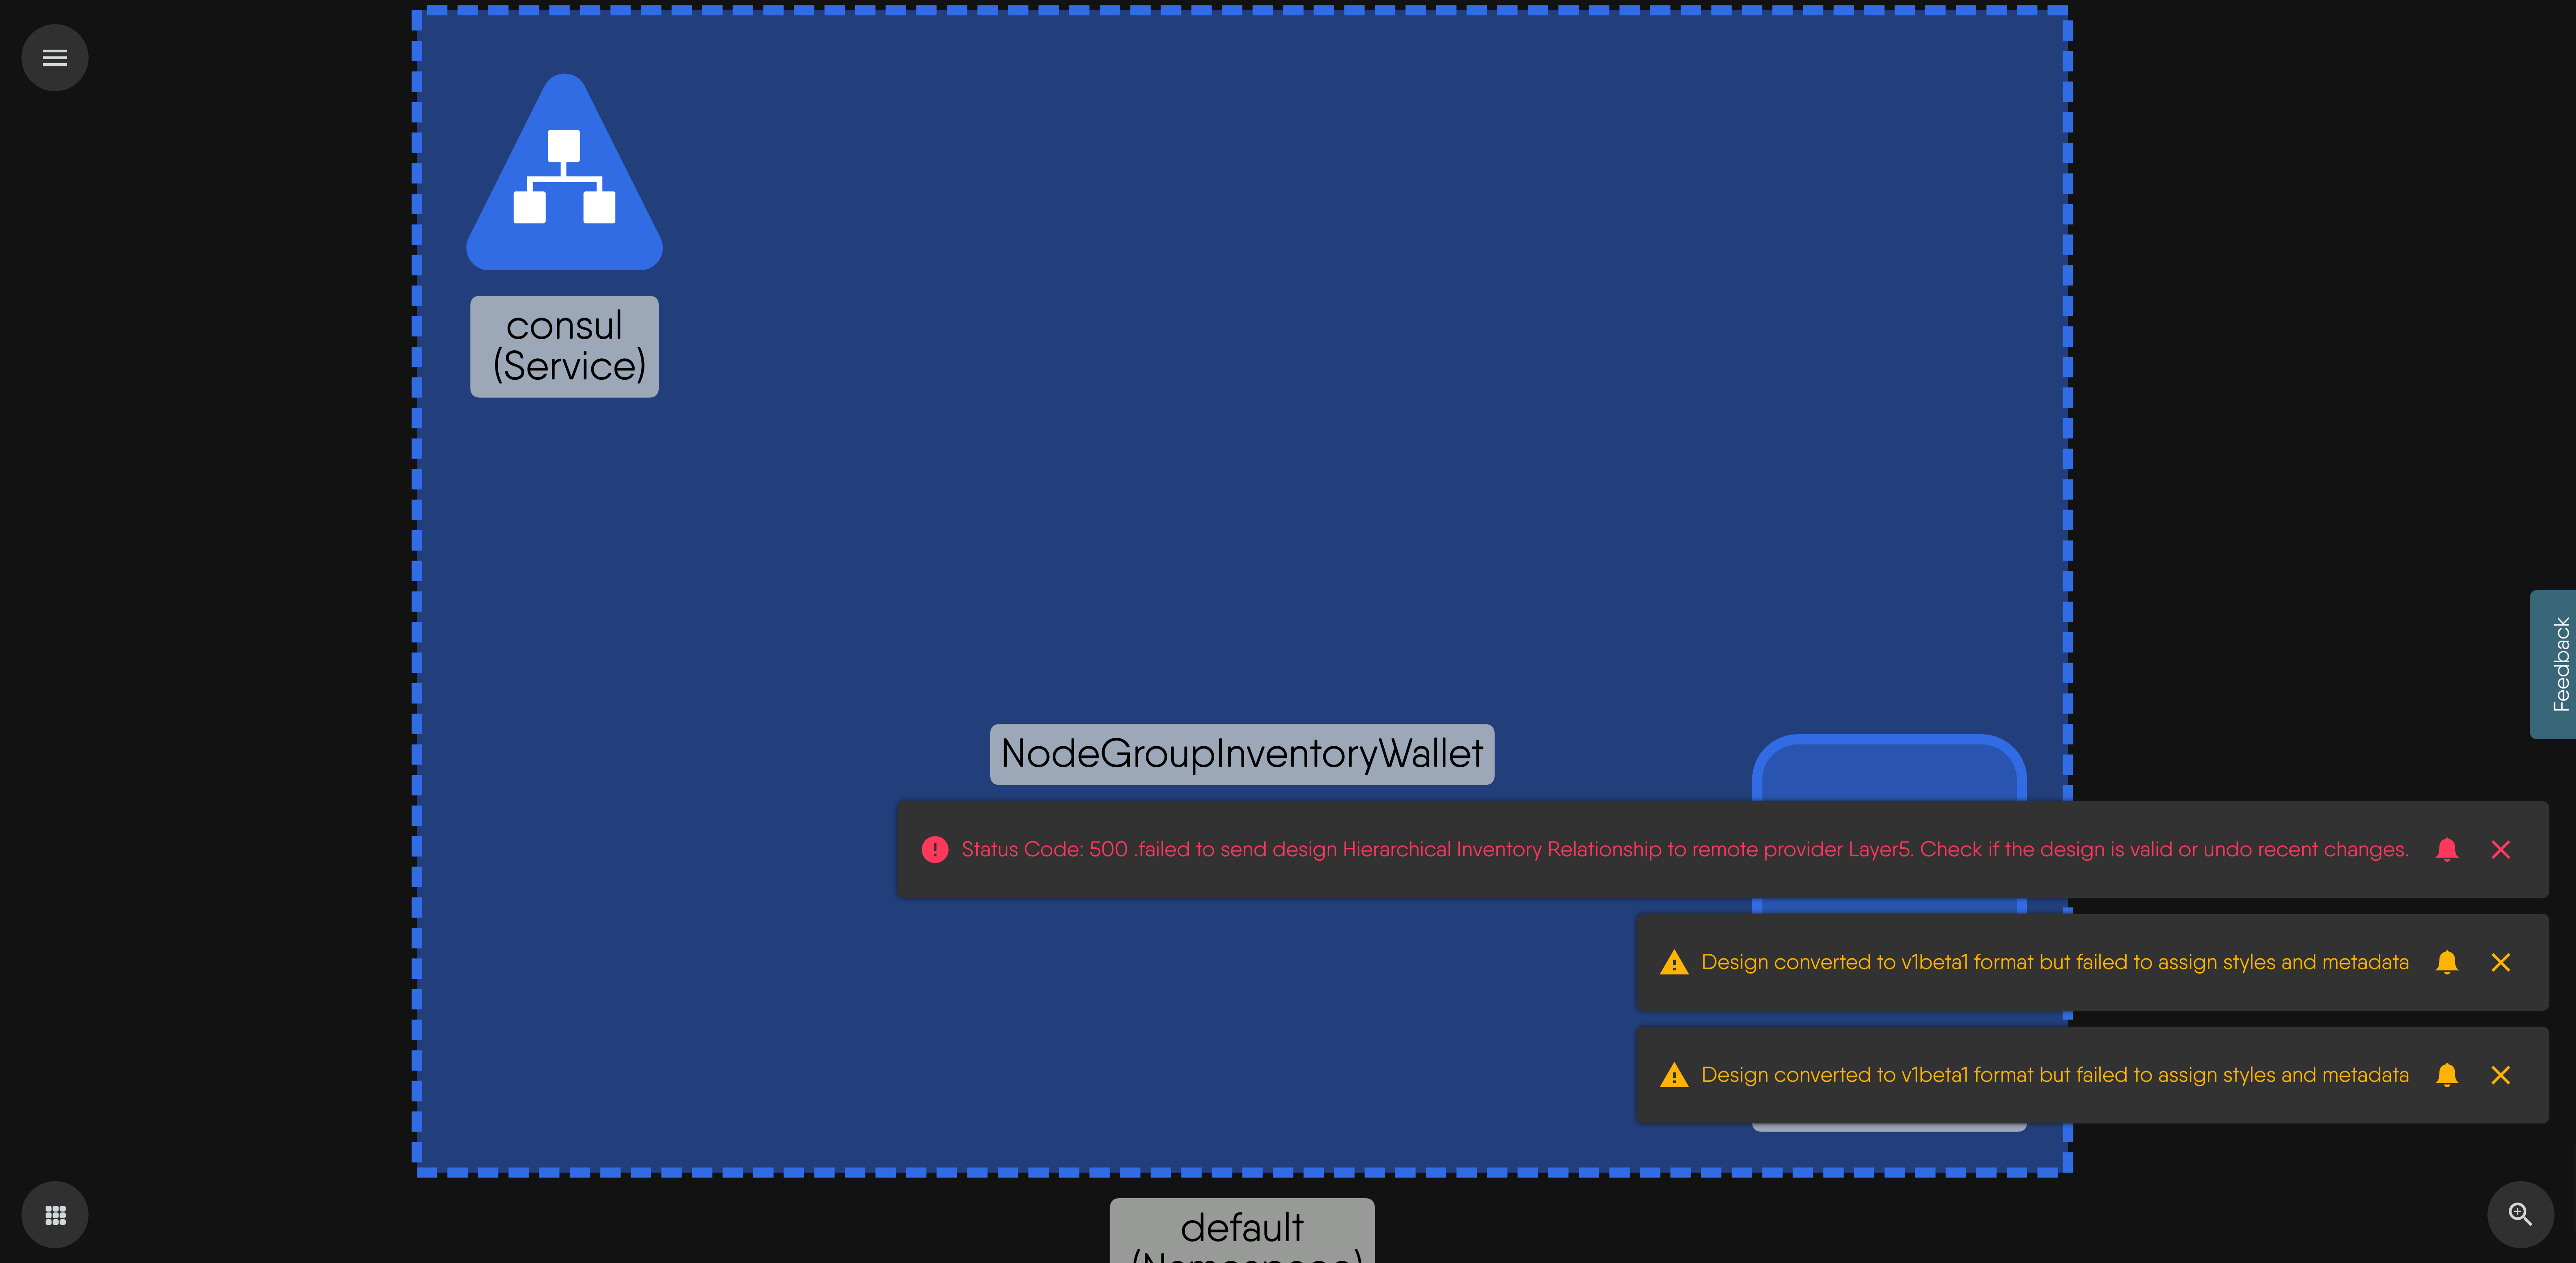 consul
(Service)
Feedback
NodeGroupInventoryWallet
Status Code: 500 .failed to send design Hierarchical Inventory Relationship to remote provider Layer5. Check if the design is valid or undo recent changes.
Design converted to v1beta1 format but failed to assign styles and metadata
Design converted to v1beta1 format but failed to assign styles and metadata
default
(Namespace)